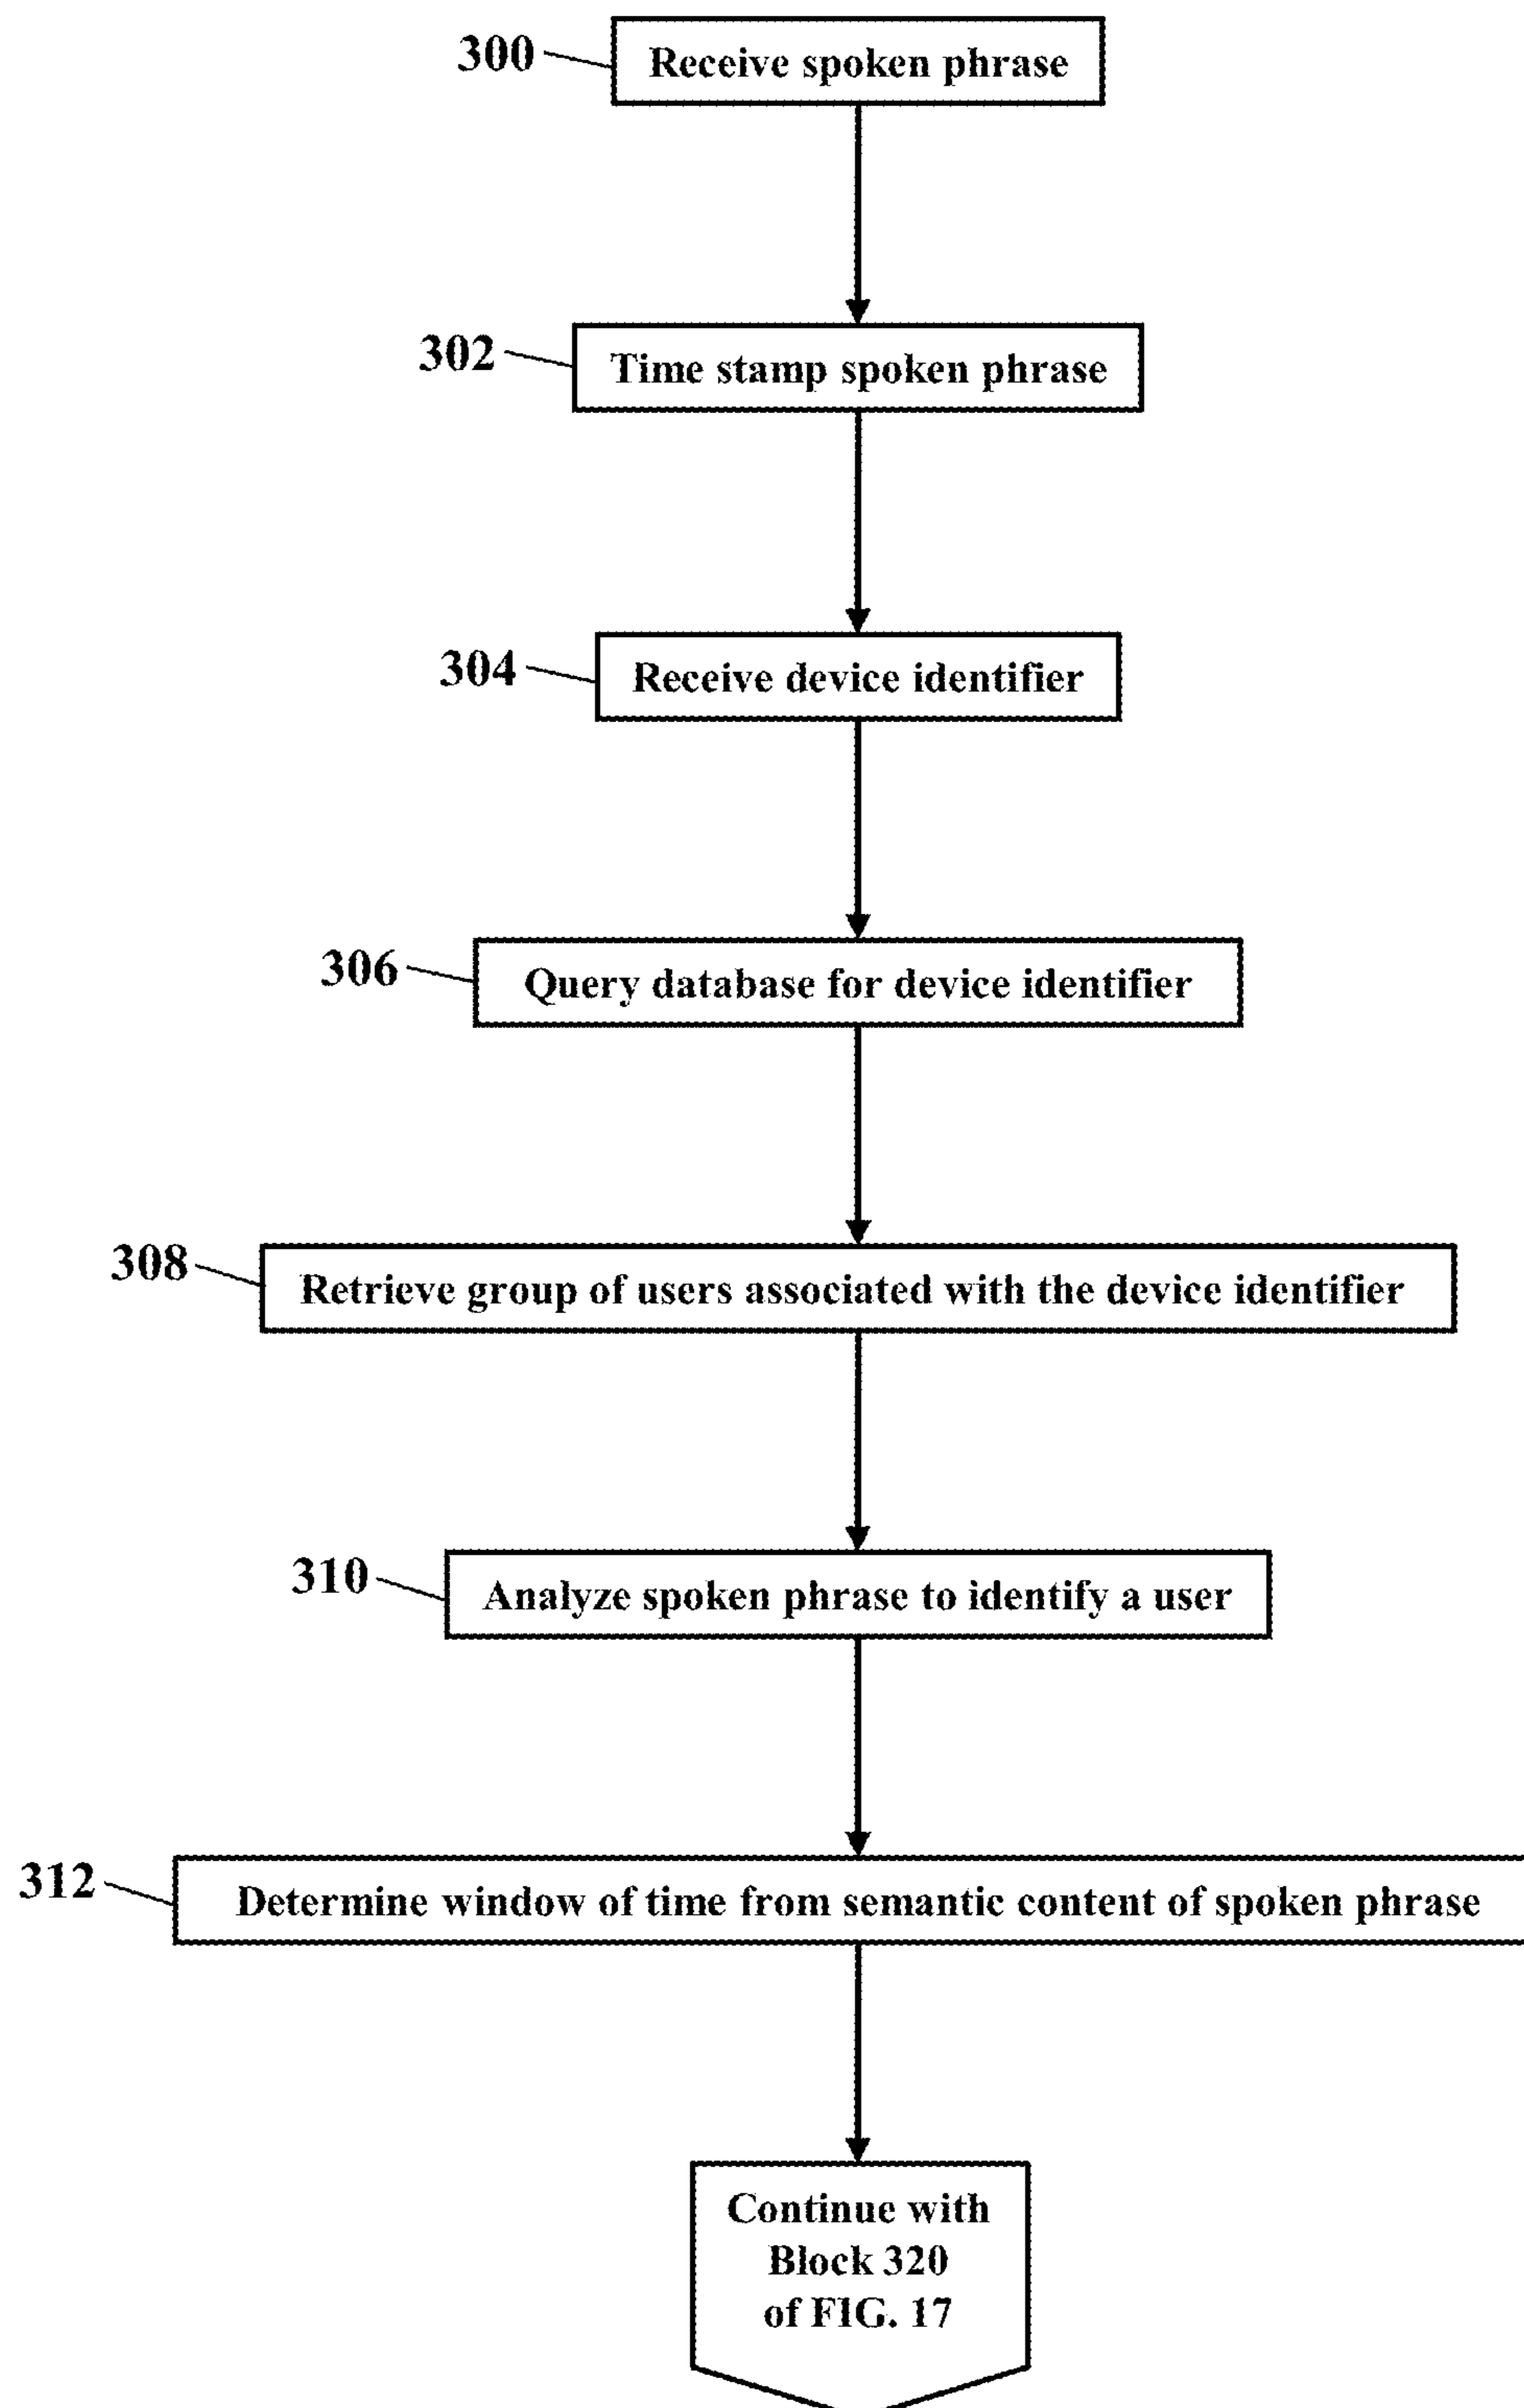 300
Receive spoken phrase
302
Time stamp spoken phrase
304
Receive device identifier
306
Query database for device identifier
308
Retrieve group of users associated with the device identifier
310
Analyze spoken phrase to identify a user
312
Determine window of time from semantic content of spoken phrase
Continue with
Block 320
of FIG. 17